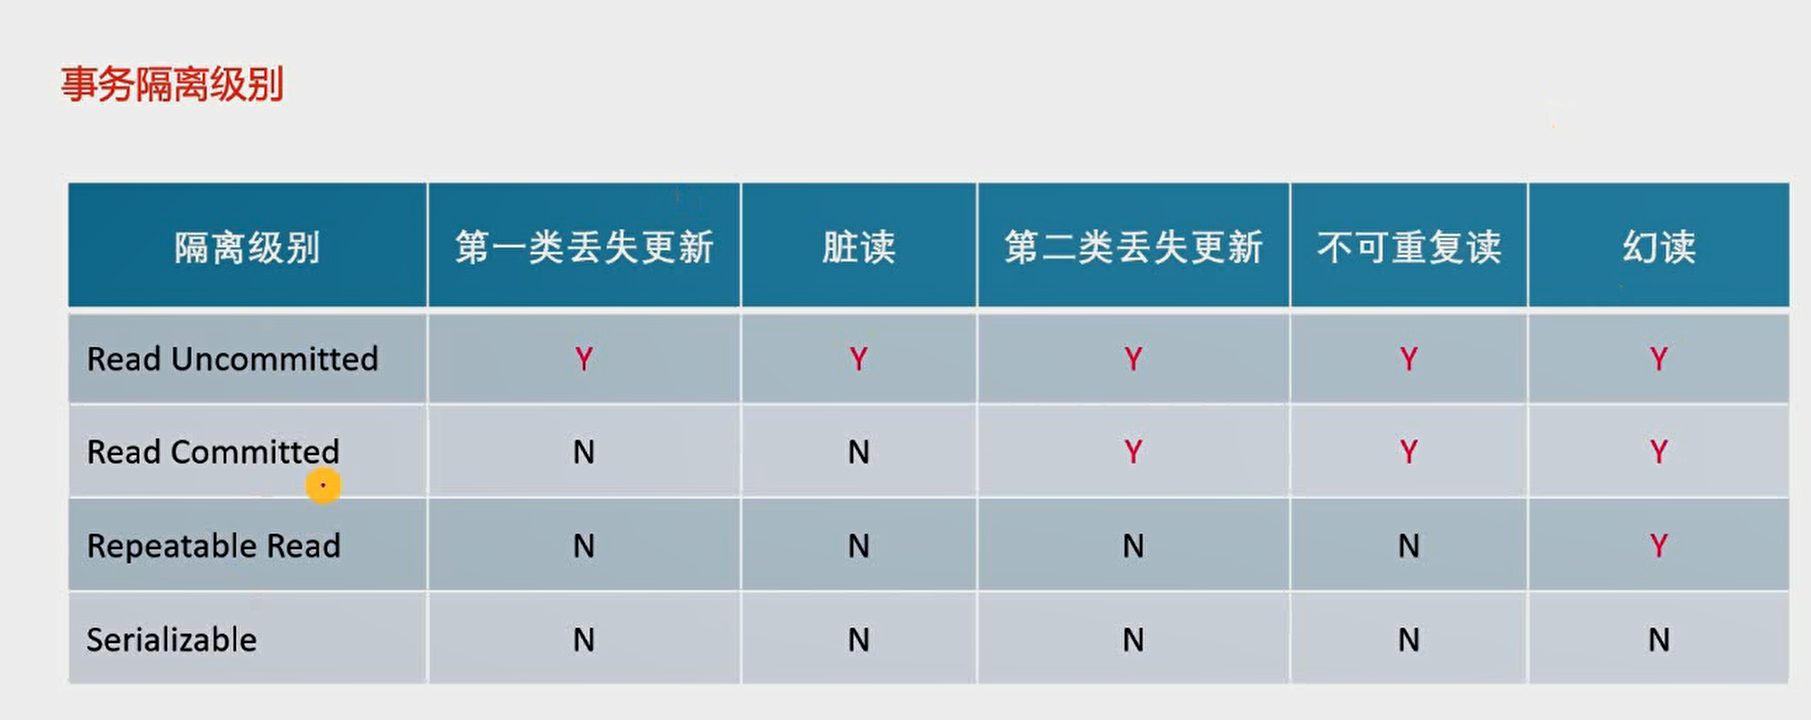 事务隔离级别
隔离级别 第一类丢失更新 脏读 第二类丢失更新 不可重复读 幻读
Read Uncommitted Y Y Y Y Y
Read Committed N N Y Y Y
Repeatable Read N N N N Y
Serializable N N N N N